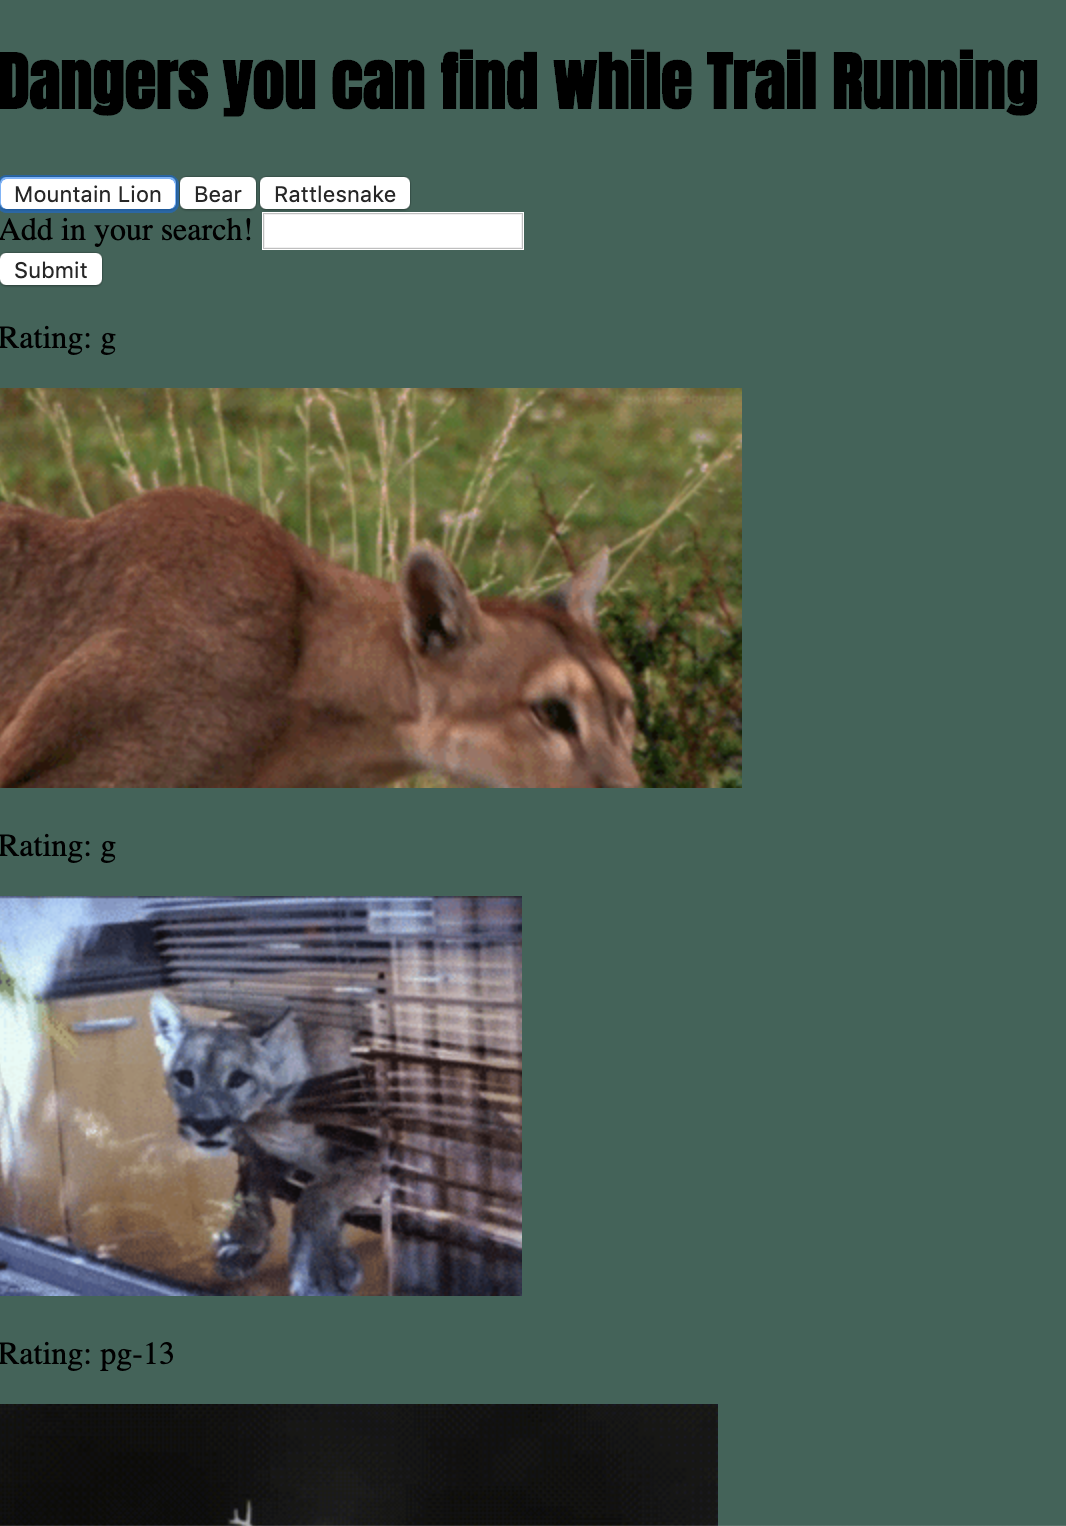 Dangers you can find while Trail Running
Mountain Lion Bear Rattlesnake
Add in your search!
Submit
Rating: g
Rating: g
Rating: pg-13